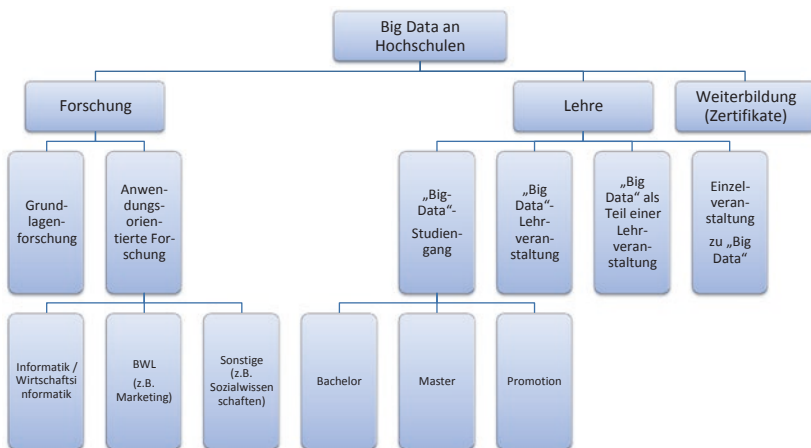 Big Data an
Hochschulen
Forschung
Lehre
Weiterbildung
(Zertifikate)
Grund-
lagen-
forschung
Anwen-
dungs-
orien-
tierte For-
schung
„Big-
Data“-
Studien-
gang
„Big
Data“-
Lehr-
veran-
staltung
„Big
Data“ als
Teil einer
Lehr-
veran-
staltung
Einzel-
veran-
staltung
zu „Big
Data“
Informatik /
Wirtschaftsi
nformatik
BWL
(z.B.
Marketing)
Sonstige
(z.B.
Sozialwissen
schaften)
Bachelor
Master
Promotion